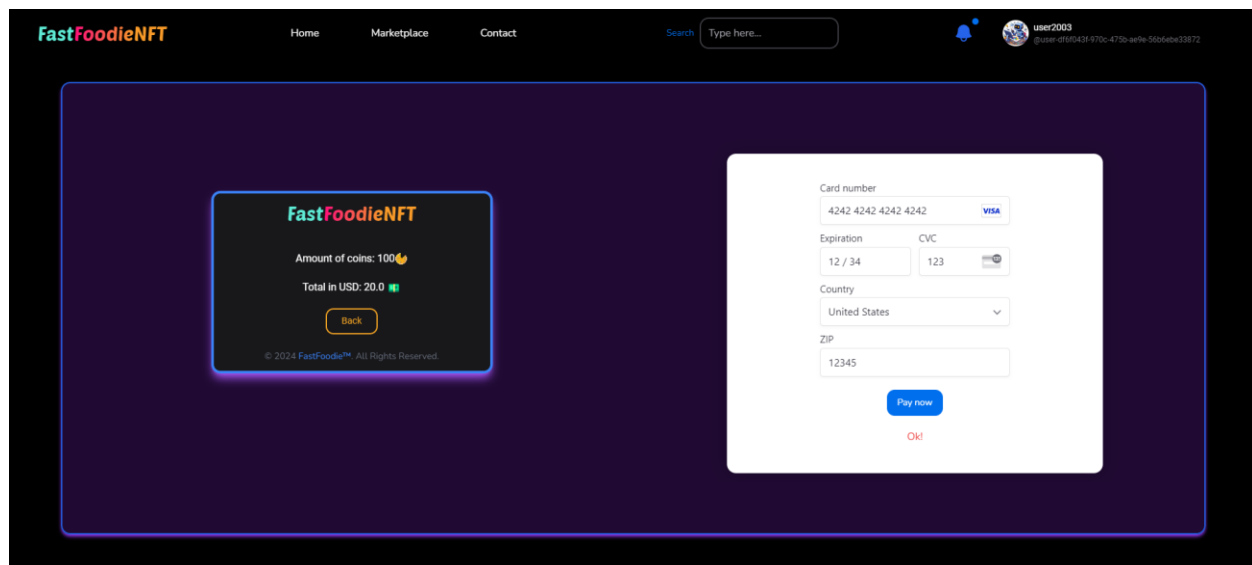 FastFoodieNFT
Home Marketplace Contact
Search Type here...
user2003
@user-df6f043f-970c-475b-ae9e-56b6ebe33872
FastFoodieNFT
Amount of coins: 100
Total in USD: 20.0
Back
© 2024 FastFoodie™. All Rights Reserved.
Card number
4242 4242 4242 4242 VISA
Expiration CVC
12 / 34 123
Country
United States
ZIP
12345
Pay now
Ok!